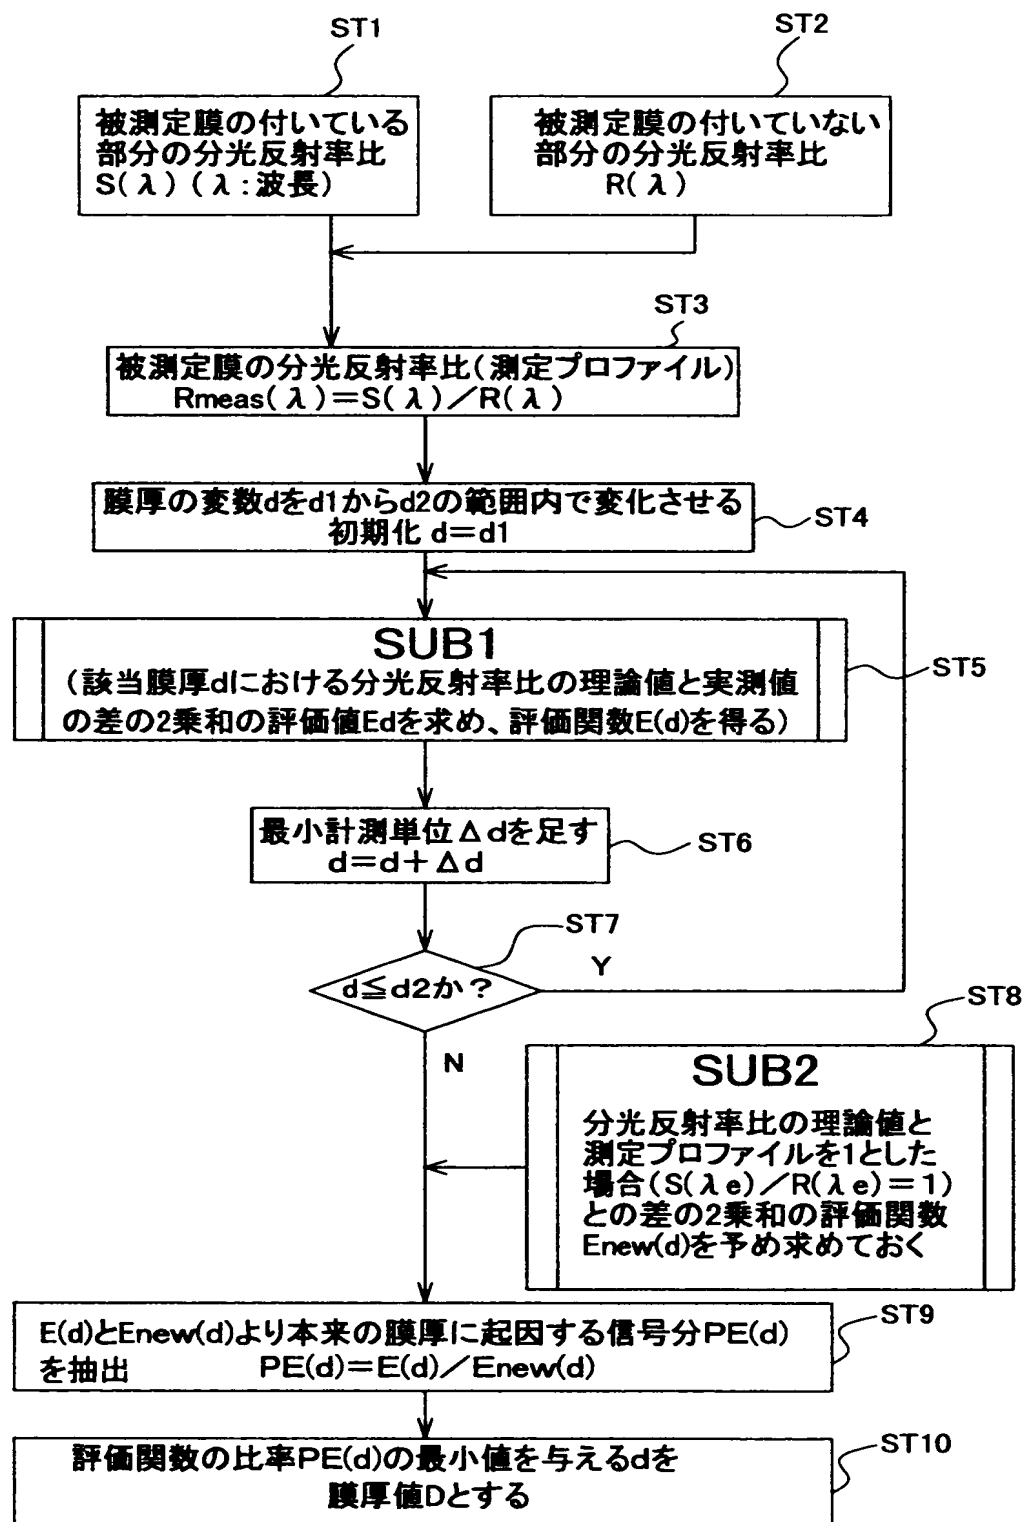 ST1
ST2
被測定膜の付いている
部分の分光反射率比
S(λ) (λ:波長)
被測定膜の付いていない
部分の分光反射率比
R(λ)
ST3
被測定膜の分光反射率比(測定プロファイル)
Rmeas(λ)=S(λ)/R(λ)
膜厚の変数dをd1からd2の範囲内で変化させる
初期化 d=d1
ST4
SUB1
(該当膜厚dにおける分光反射率比の理論値と実測値
の差の2乗和の評価値Edを求め、評価関数E(d)を得る)
ST5
最小計測単位Δdを足す
d=d+Δd
ST6
ST7
d≦d2か?
Y
N
ST8
SUB2
分光反射率比の理論値と
測定プロファイルを1とした
場合(S(λe)/R(λe)=1)
との差の2乗和の評価関数
Enew(d)を予め求めておく
E(d)とEnew(d)より本来の膜厚に起因する信号分PE(d)
を抽出 PE(d)=E(d)/Enew(d)
ST9
評価関数の比率PE(d)の最小値を与えるdを
膜厚値Dとする
ST10